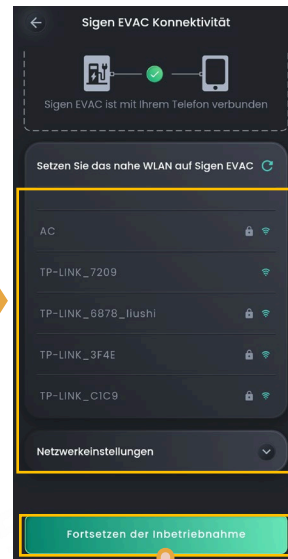 Sigen EVAC Konnektivität
Sigen EVAC ist mit Ihrem Telefon verbunden
Setzen Sie das nahe WLAN auf Sigen EVAC
AC
TP-LINK_7209
TP-LINK_6878_liushi
TP-LINK_3F4E
TP-LINK_C1C9
Netzwerkeinstellungen
Fortsetzen der Inbetriebnahme